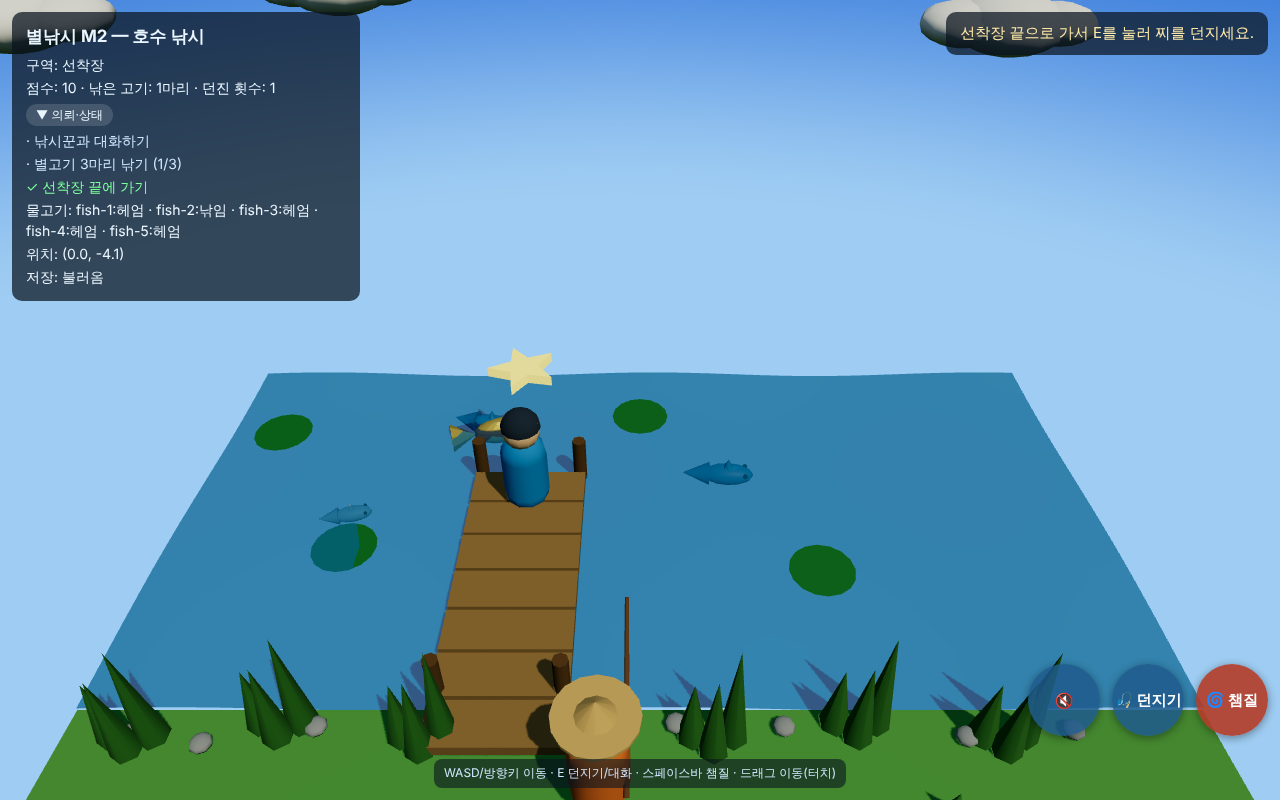 별낚시 M2 — 호수 낚시
구역: 선착장
점수: 10 · 낚은 고기: 1마리 · 던진 횟수: 1
▼ 의뢰·상태
· 낚시꾼과 대화하기
· 별고기 3마리 낚기 (1/3)
✓ 선착장 끝에 가기
물고기: fish-1:헤엄 · fish-2:낚임 · fish-3:헤엄 ·
fish-4:헤엄 · fish-5:헤엄
위치: (0.0, -4.1)
저장: 불러옴
선착장 끝으로 가서 E를 눌러 찌를 던지세요.
🔇
🎣 던지기
🌀 챔질
WASD/방향키 이동 · E 던지기/대화 · 스페이스바 챔질 · 드래그 이동(터치)